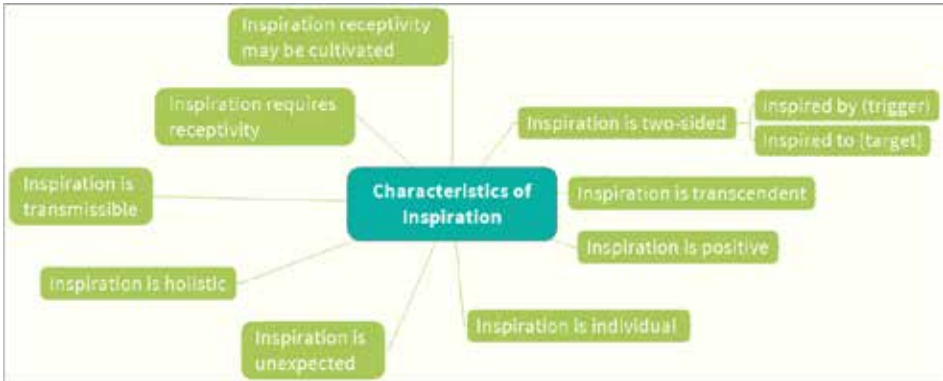 Inspiration receptivity
may be cultivated
Inspiration requires
receptivity
Inspiration is two-sided
Inspired by (trigger)
Inspired to (target)
Inspiration is
transmissible
Characteristics of
Inspiration
Inspiration is transcendent
Inspiration is positive
Inspiration is holistic
Inspiration is individual
Inspiration is
unexpected